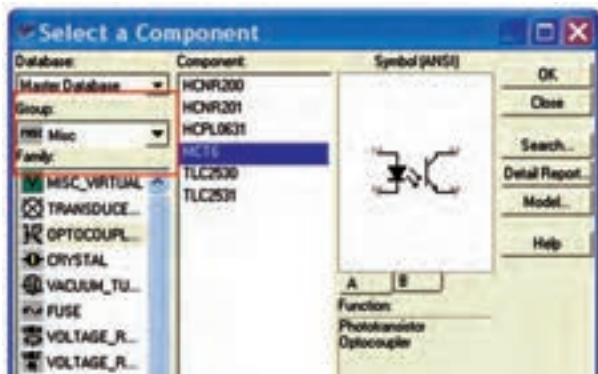 Select a Component
Database:
Master Database
Group:
Misc
Family:
MISC_VIRTUAL
TRANSDUCE...
OPTOCOUPL...
CRYSTAL
VACUUM_TU...
FUSE
VOLTAGE_R...
VOLTAGE_R...
Component:
HCNR200
HCNR201
HCPL0631
MCT6
TLC2530
TLC2531
Symbol (ANSI)
A
B
Function:
Phototransistor
Optocoupler
OK
Close
Search...
Detail Report...
Model...
Help